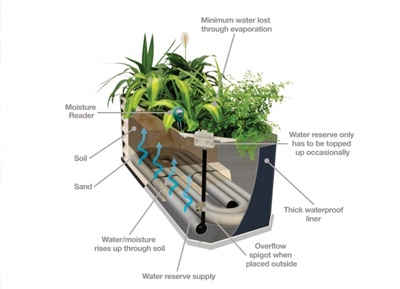 Minimum water lost
through evaporation
Moisture
Reader
Water reserve only
has to be topped
up occasionally
Soil
Sand
Thick waterproof
liner
Water/moisture
rises up through soil
Overflow
spigot when
placed outside
Water reserve supply